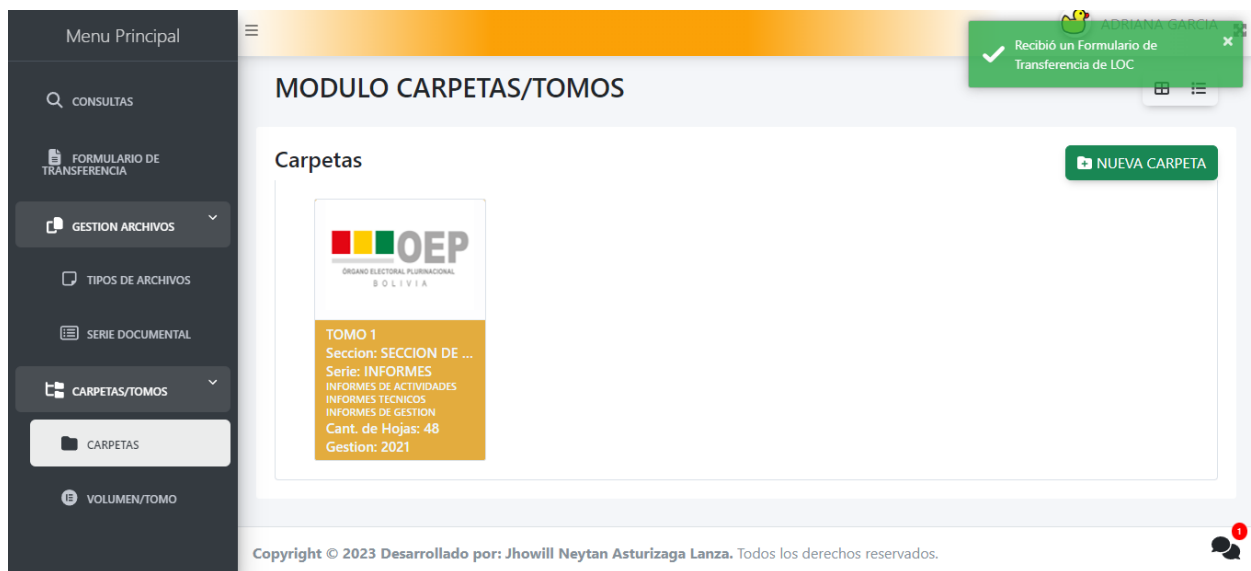 Menu Principal
CONSULTAS
FORMULARIO DE
TRANSFERENCIA
GESTION ARCHIVOS
TIPOS DE ARCHIVOS
SERIE DOCUMENTAL
CARPETAS/TOMOS
CARPETAS
VOLUMEN/TOMO
ADRIANA GARCIA
Recibió un Formulario de
Transferencia de LOC
MODULO CARPETAS/TOMOS
Carpetas
NUEVA CARPETA
OEP
ÓRGANO ELECTORAL PLURINACIONAL
BOLIVIA
TOMO 1
Seccion: SECCION DE ...
Serie: INFORMES
INFORMES DE ACTIVIDADES
INFORMES TECNICOS
INFORMES DE GESTION
Cant. de Hojas: 48
Gestion: 2021
Copyright © 2023 Desarrollado por: Jhowill Neytan Asturizaga Lanza. Todos los derechos reservados.
1